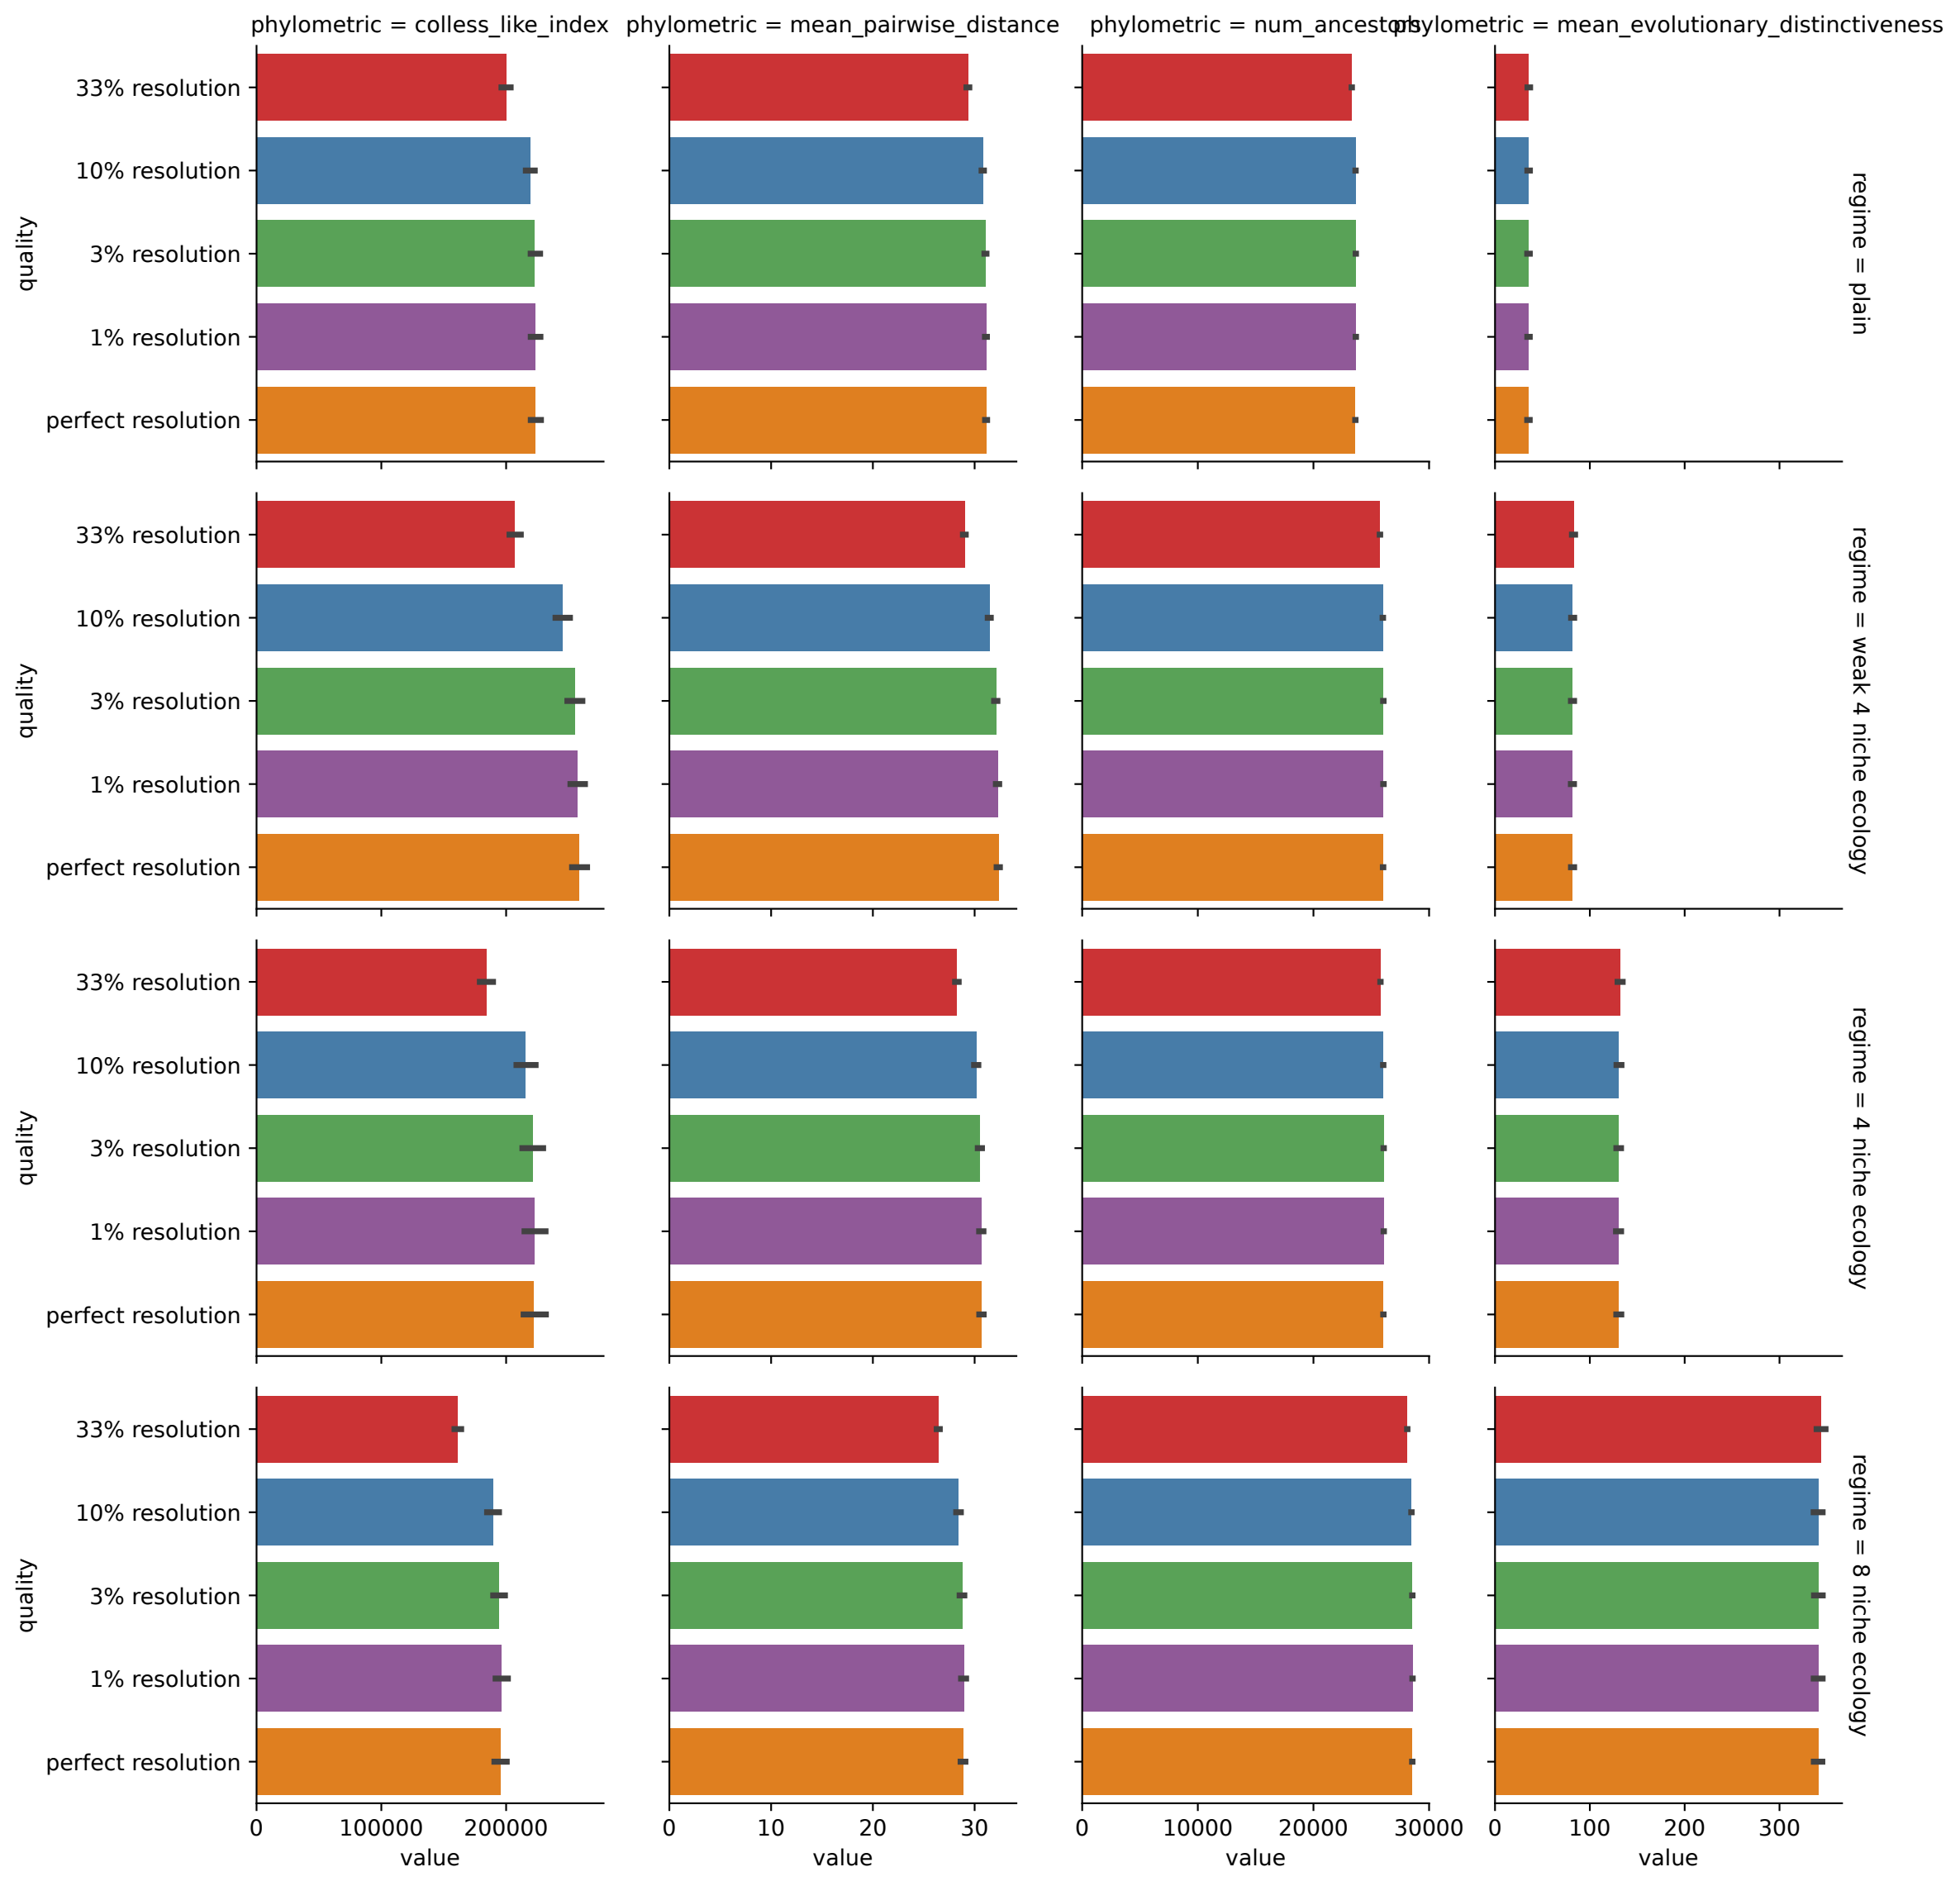 phylometric = colless_like_index
phylometric = mean_pairwise_distance
phylometric = num_ancestors
phylometric = mean_evolutionary_distinctiveness
quality
33% resolution
10% resolution
3% resolution
1% resolution
perfect resolution
regime = plain
quality
33% resolution
10% resolution
3% resolution
1% resolution
perfect resolution
regime = weak 4 niche ecology
quality
33% resolution
10% resolution
3% resolution
1% resolution
perfect resolution
regime = 4 niche ecology
quality
33% resolution
10% resolution
3% resolution
1% resolution
perfect resolution
regime = 8 niche ecology
0 100000 200000
0 10 20 30
0 10000 20000 30000
0 100 200 300
value
value
value
value